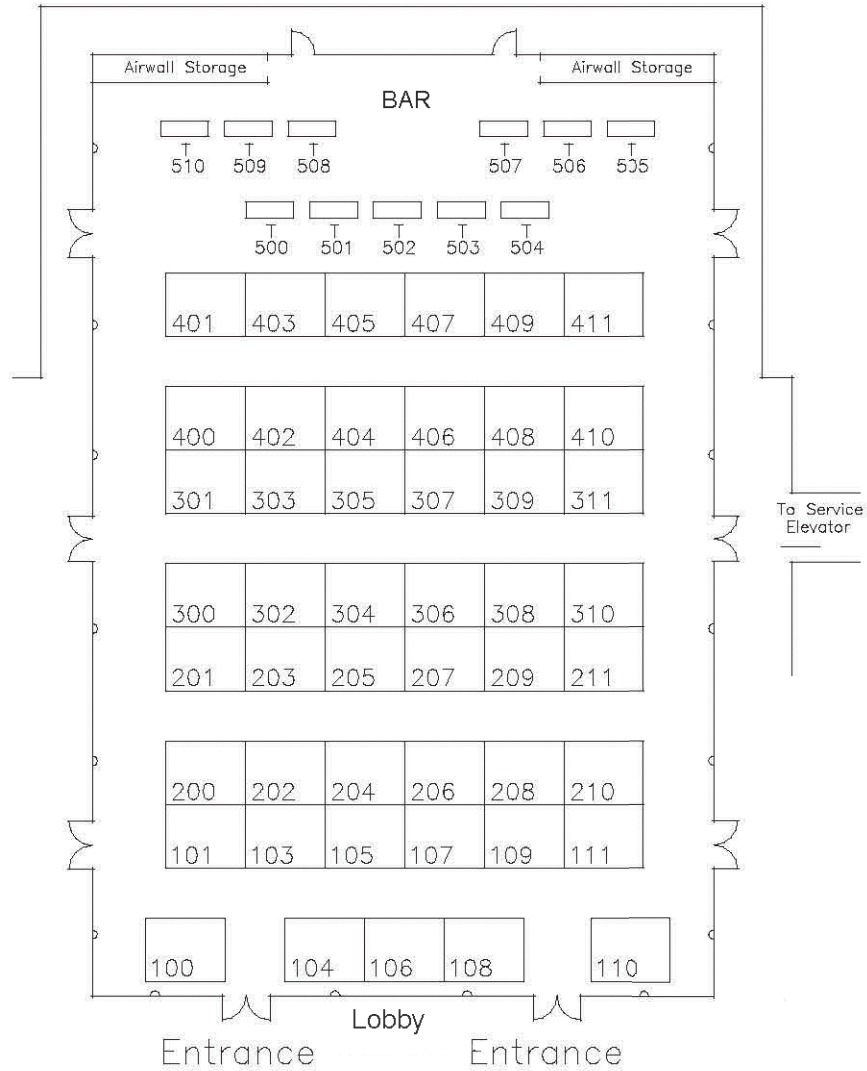 Airwall Storage Airwall Storage
BAR
510 509 508 507 506 505
500 501 502 503 504
401 403 405 407 409 411
400 402 404 406 408 410
301 303 305 307 309 311
To Service
Elevator
300 302 304 306 308 310
201 203 205 207 209 211
200 202 204 206 208 210
101 103 105 107 109 111
100 104 106 108 110
Lobby
Entrance Entrance